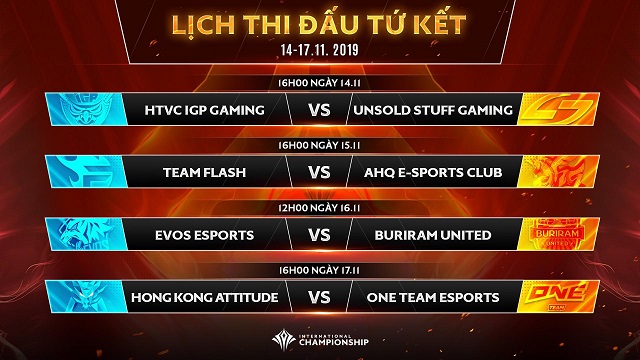 LỊCH THI ĐẤU TỨ KẾT
14-17.11. 2019
16H00 NGÀY 14.11
HTVC IGP GAMING VS UNSOLD STUFF GAMING
16H00 NGÀY 15.11
TEAM FLASH VS AHQ E-SPORTS CLUB
12H00 NGÀY 16.11
EVOS ESPORTS VS BURIRAM UNITED
BURIRAM
UNITED
16H00 NGÀY 17.11
HONG KONG ATTITUDE VS ONE TEAM ESPORTS
ONE
TEAM
INTERNATIONAL
CHAMPIONSHIP